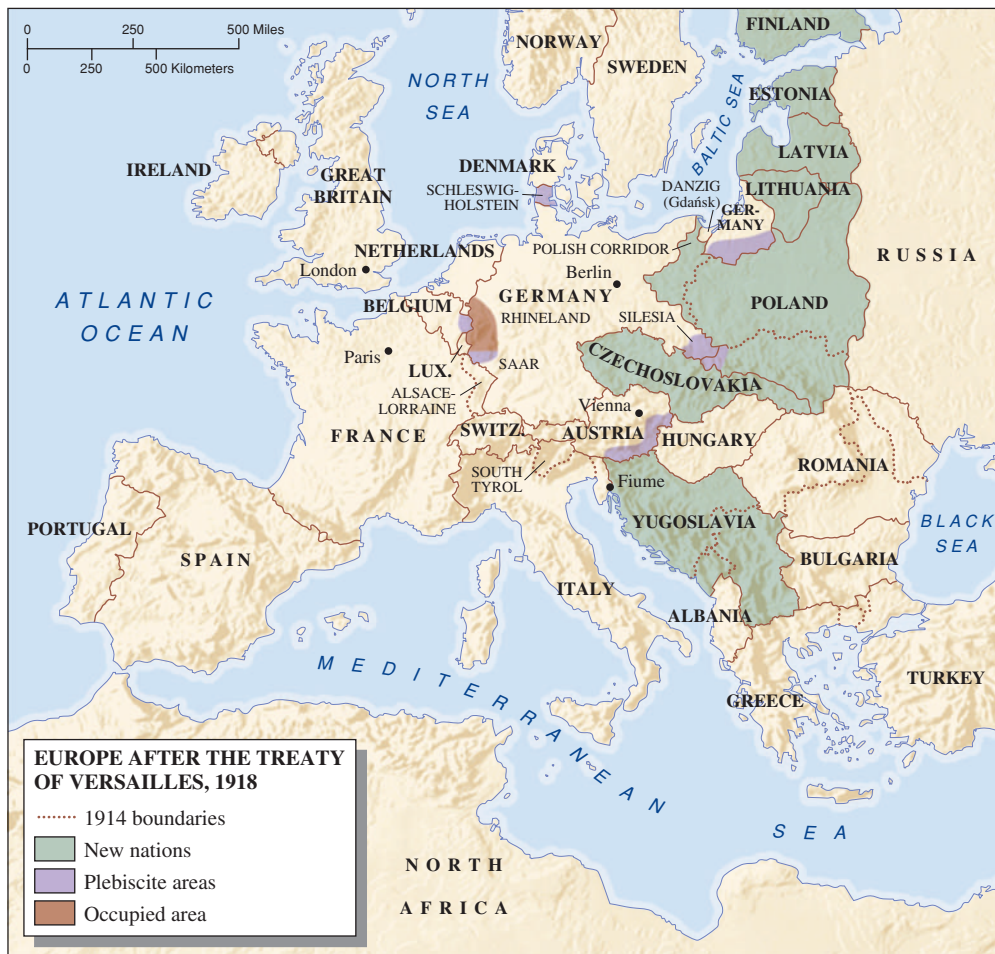 0 250 500 Miles
0 250 500 Kilometers
NORWAY
SWEDEN
FINLAND
NORTH
SEA
BALTIC SEA
ESTONIA
LATVIA
LITHUANIA
IRELAND
GREAT
BRITAIN
DENMARK
SCHLESWIG-
HOLSTEIN
DANZIG
(Gdańsk)
GER-
MANY
RUSSIA
NETHERLANDS
POLISH CORRIDOR
London
Berlin
ATLANTIC
OCEAN
BELGIUM
GERMANY
RHINELAND
POLAND
SILESIA
Paris
LUX.
SAAR
CZECHOSLOVAKIA
ALSACE-
LORRAINE
Vienna
FRANCE
SWITZ.
AUSTRIA
HUNGARY
ROMANIA
SOUTH
TYROL
Fiume
PORTUGAL
SPAIN
YUGOSLAVIA
BLACK
SEA
BULGARIA
ITALY
ALBANIA
MEDITERRANEAN
SEA
GREECE
TURKEY
NORTH
AFRICA
EUROPE AFTER THE TREATY
OF VERSAILLES, 1918
1914 boundaries
New nations
Plebiscite areas
Occupied area